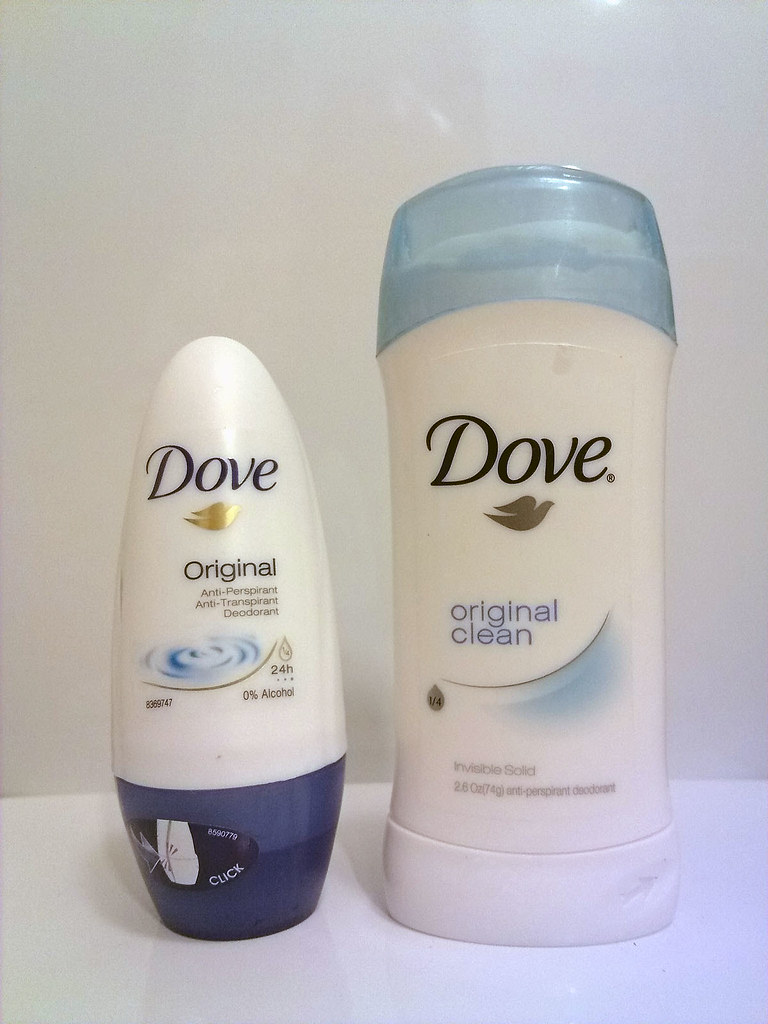 Dove
Original
Anti-Perspirant
Anti-Transpirant
Deodorant
24h
0% Alcohol
8369747
8590779
CLICK
Dove®
original
clean
1/4
Invisible Solid
2.6 Oz(74g) anti-perspirant deodorant